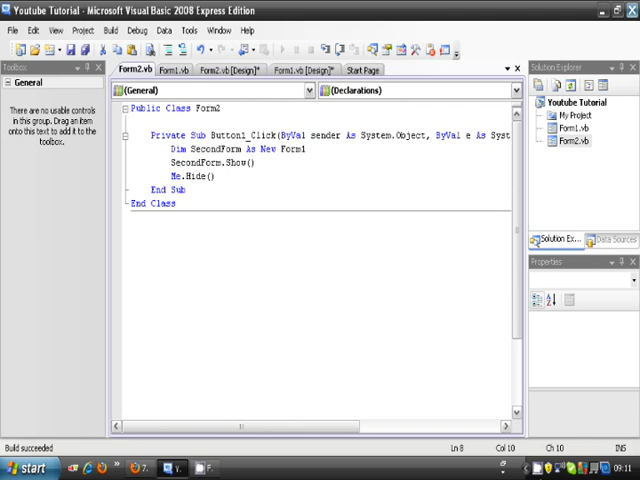 Youtube Tutorial - Microsoft Visual Basic 2008 Express Edition
File Edit View Project Build Debug Data Tools Window Help
Toolbox
General
There are no usable controls
in this group. Drag an item
onto this text to add it to the
toolbox.
Form2.vb Form1.vb Form2.vb [Design]* Form1.vb [Design]* Start Page
(General) (Declarations)
Public Class Form2
Private Sub Button1_Click(ByVal sender As System.Object, ByVal e As Syst
Dim SecondForm As New Form1
SecondForm.Show()
Me.Hide()
End Sub
End Class
Solution Explorer
Youtube Tutorial
My Project
Form1.vb
Form2.vb
Solution Ex... Data Sources
Properties
Build succeeded Ln 8 Col 10 Ch 10 INS
start 7. Y. F. 09:11